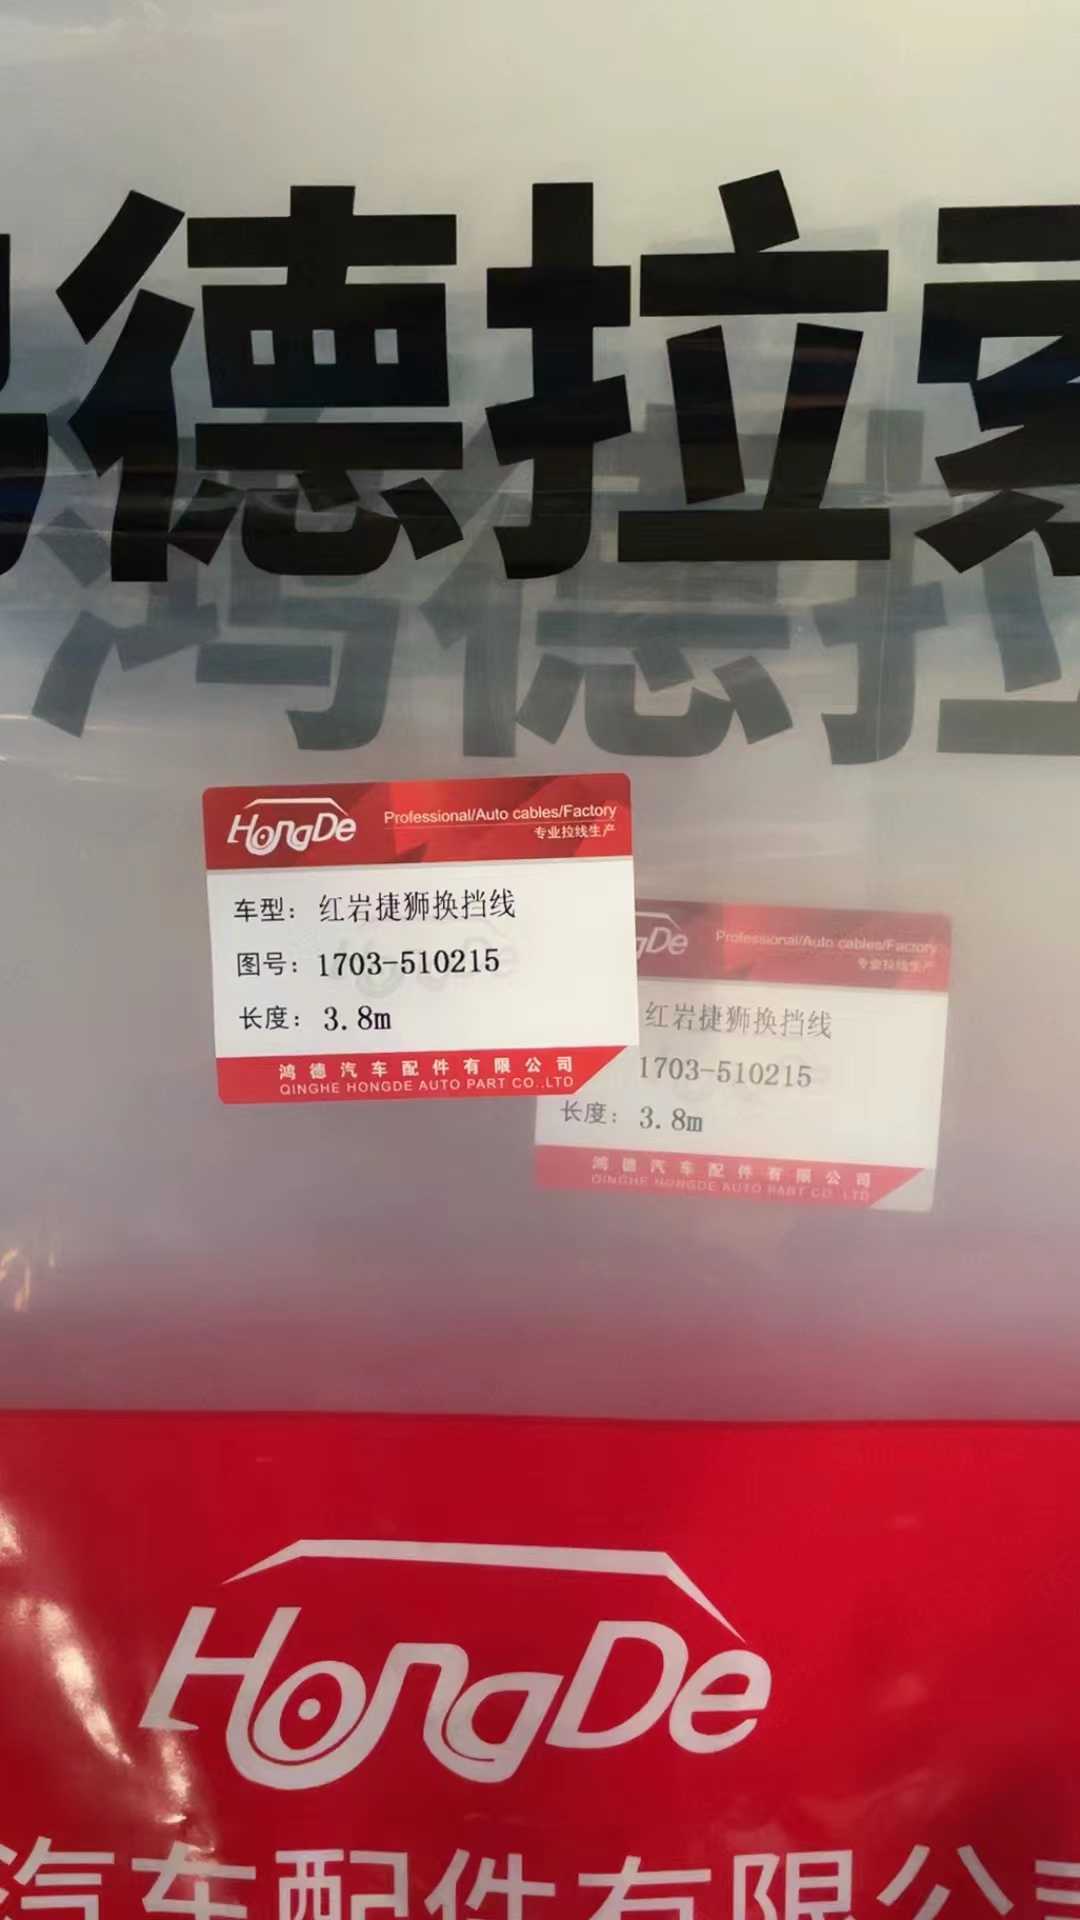 德拉索
鸿德拉
HongDe
Professional/Auto cables/Factory
专业拉线生产
车型：红岩捷狮换挡线
图号：1703-510215
长度：3.8m
鸿德汽车配件有限公司
QINGHE HONGDE AUTO PART CO.,LTD
gDe
Professional/Auto cables/Factory
专业拉线生产
红岩捷狮换挡线
1703-510215
长度：3.8m
鸿德汽车配件有限公司
QINGHE HONGDE AUTO PART CO.,LTD
HongDe
汽车配件有限公司